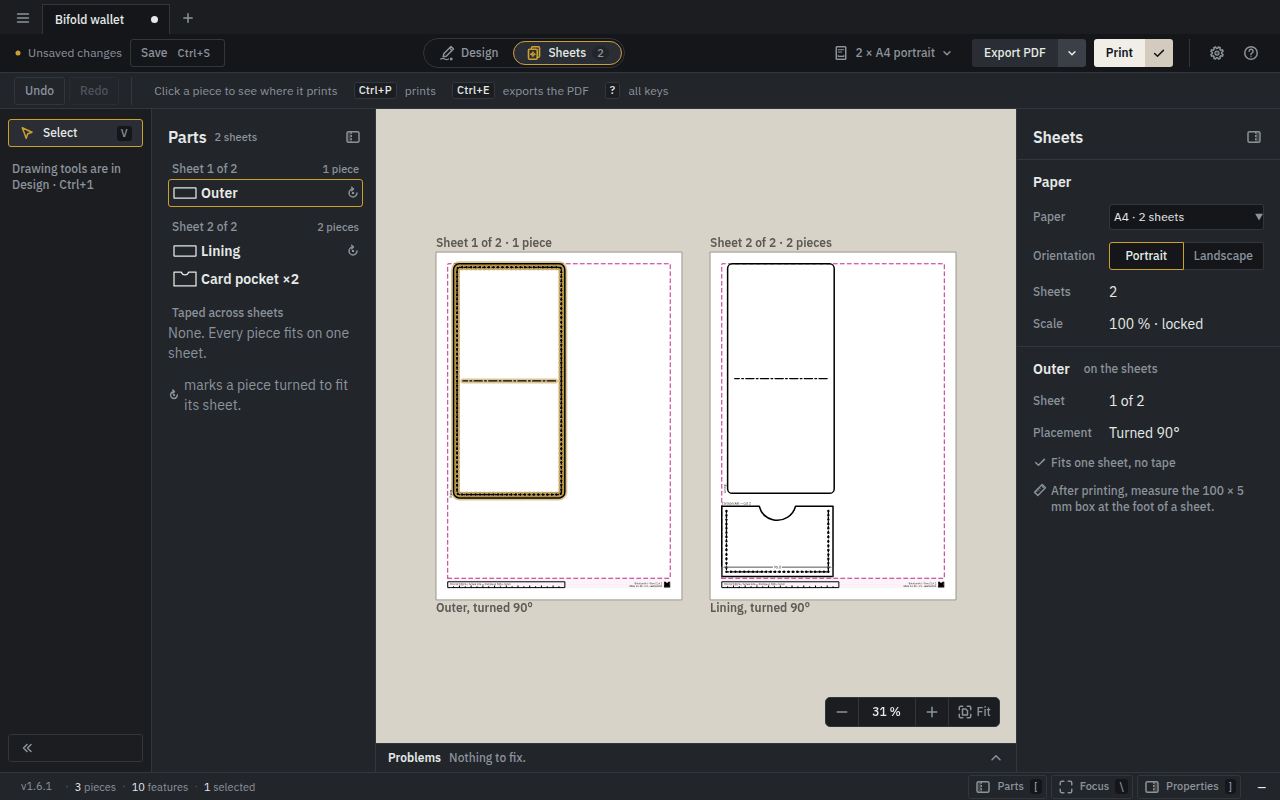 Bifold wallet
Unsaved changes
Save Ctrl+S
Design
Sheets 2
2 × A4 portrait
Export PDF
Print
Undo
Redo
Click a piece to see where it prints
Ctrl+P prints
Ctrl+E exports the PDF
? all keys
Select V
Drawing tools are in
Design · Ctrl+1
Parts 2 sheets
Sheet 1 of 2 1 piece
Outer
Sheet 2 of 2 2 pieces
Lining
Card pocket ×2
Taped across sheets
None. Every piece fits on one
sheet.
marks a piece turned to fit
its sheet.
Sheet 1 of 2 · 1 piece
Outer, turned 90°
Sheet 2 of 2 · 2 pieces
Lining, turned 90°
31 %
Fit
Problems Nothing to fix.
Sheets
Paper
Paper A4 · 2 sheets
Orientation Portrait Landscape
Sheets 2
Scale 100 % · locked
Outer on the sheets
Sheet 1 of 2
Placement Turned 90°
Fits one sheet, no tape
After printing, measure the 100 × 5
mm box at the foot of a sheet.
v1.6.1 · 3 pieces · 10 features · 1 selected
Parts [
Focus \
Properties ]